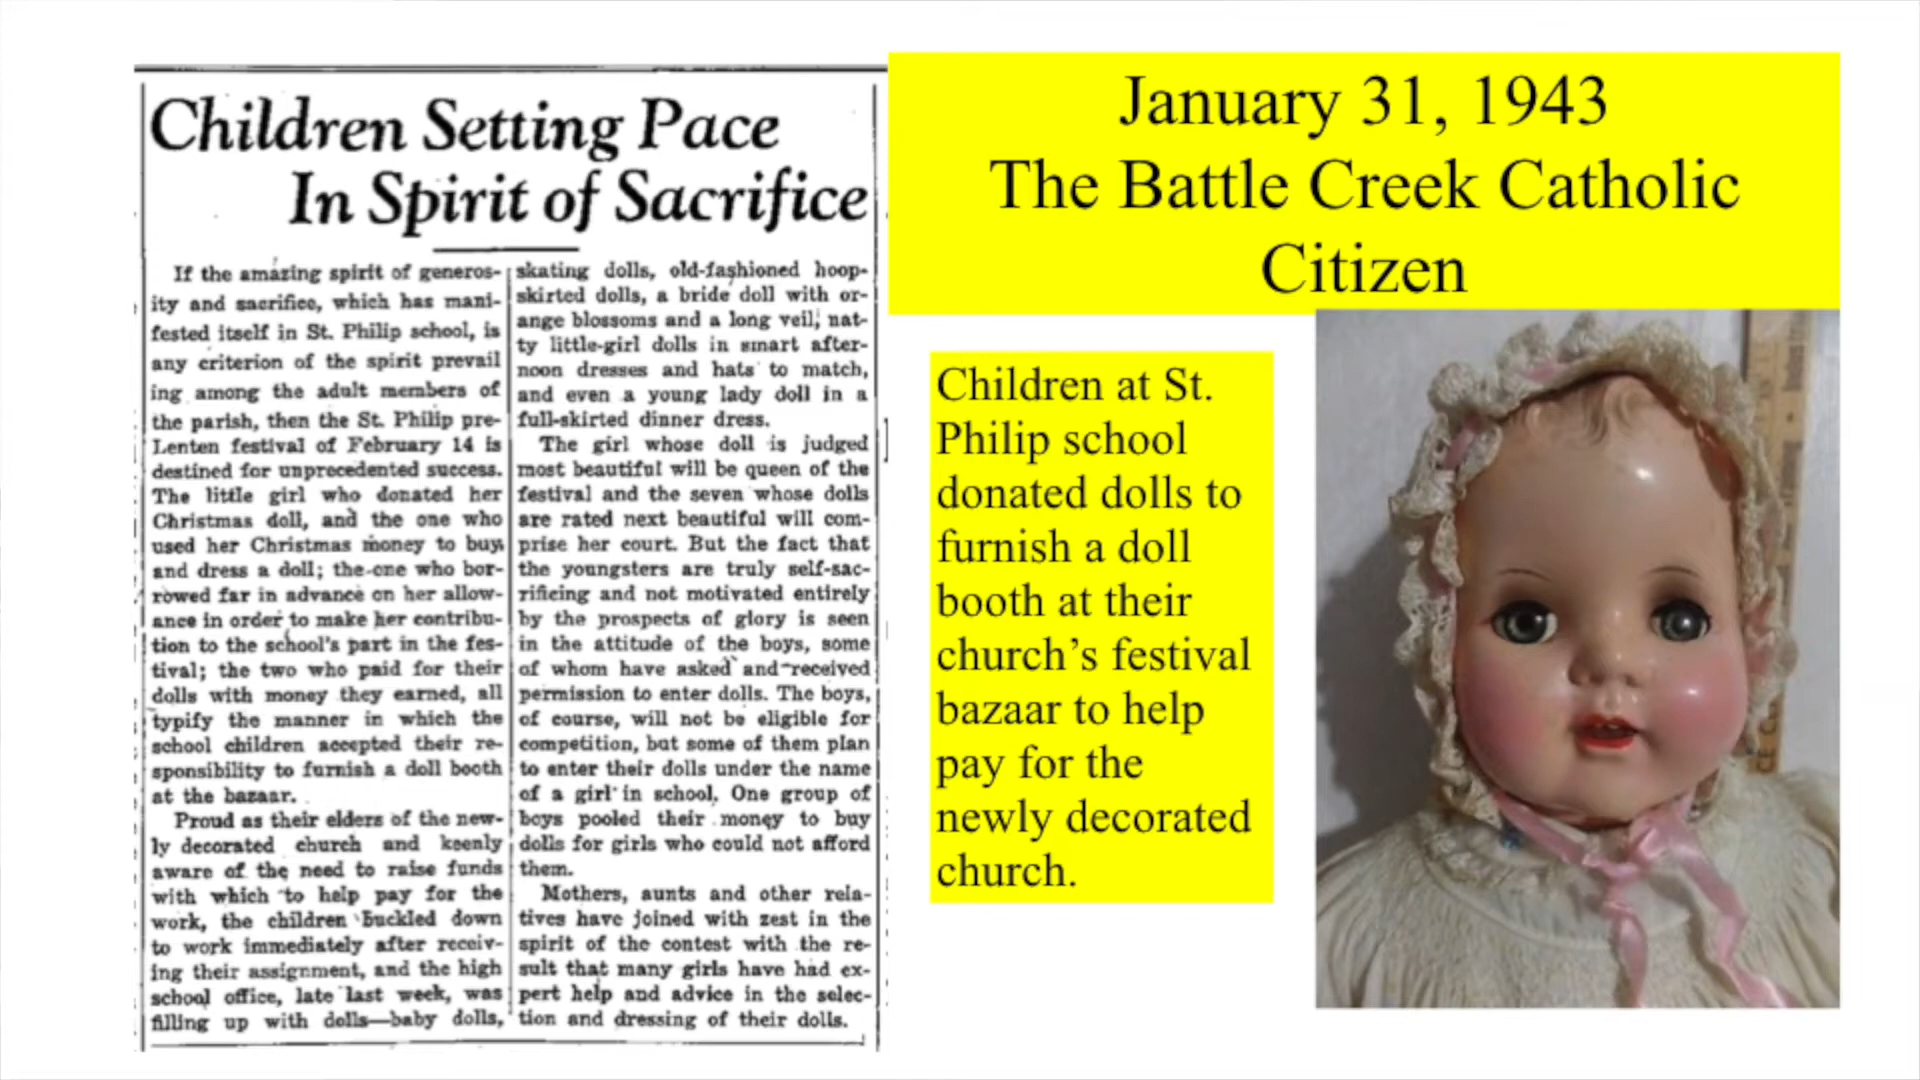 Children Setting Pace
In Spirit of Sacrifice
If the amazing spirit of generos-
ity and sacrifice, which has mani-
fested itself in St. Philip school, is
any criterion of the spirit prevail
ing among the adult members of
the parish, then the St. Philip pre-
Lenten festival of February 14 is
destined for unprecedented success.
The little girl who donated her
Christmas doll, and the one who
used her Christmas money to buy
and dress a doll; the one who bor-
rowed far in advance on her allow-
ance in order to make her contribu-
tion to the school's part in the fes-
tival; the two who paid for their
dolls with money they earned, all
typify the manner in which the
school children accepted their re-
sponsibility to furnish a doll booth
at the bazaar.
Proud as their elders of the new-
ly decorated church and keenly
aware of the need to raise funds
with which to help pay for the
work, the children buckled down
to work immediately after receiv-
ing their assignment, and the high
school office, late last week, was
filling up with dolls—baby dolls,
skating dolls, old-fashioned hoop-
skirted dolls, a bride doll with or-
ange blossoms and a long veil, nat-
ty little-girl dolls in smart after-
noon dresses and hats to match,
and even a young lady doll in a
full-skirted dinner dress.
The girl whose doll is judged
most beautiful will be queen of the
festival and the seven whose dolls
are rated next beautiful will com-
prise her court. But the fact that
the youngsters are truly self-sac-
rificing and not motivated entirely
by the prospects of glory is seen
in the attitude of the boys, some
of whom have asked and received
permission to enter dolls. The boys,
of course, will not be eligible for
competition, but some of them plan
to enter their dolls under the name
of a girl in school. One group of
boys pooled their money to buy
dolls for girls who could not afford
them.
Mothers, aunts and other rela-
tives have joined with zest in the
spirit of the contest with the re-
sult that many girls have had ex-
pert help and advice in the selec-
tion and dressing of their dolls.
January 31, 1943
The Battle Creek Catholic
Citizen
Children at St.
Philip school
donated dolls to
furnish a doll
booth at their
church’s festival
bazaar to help
pay for the
newly decorated
church.